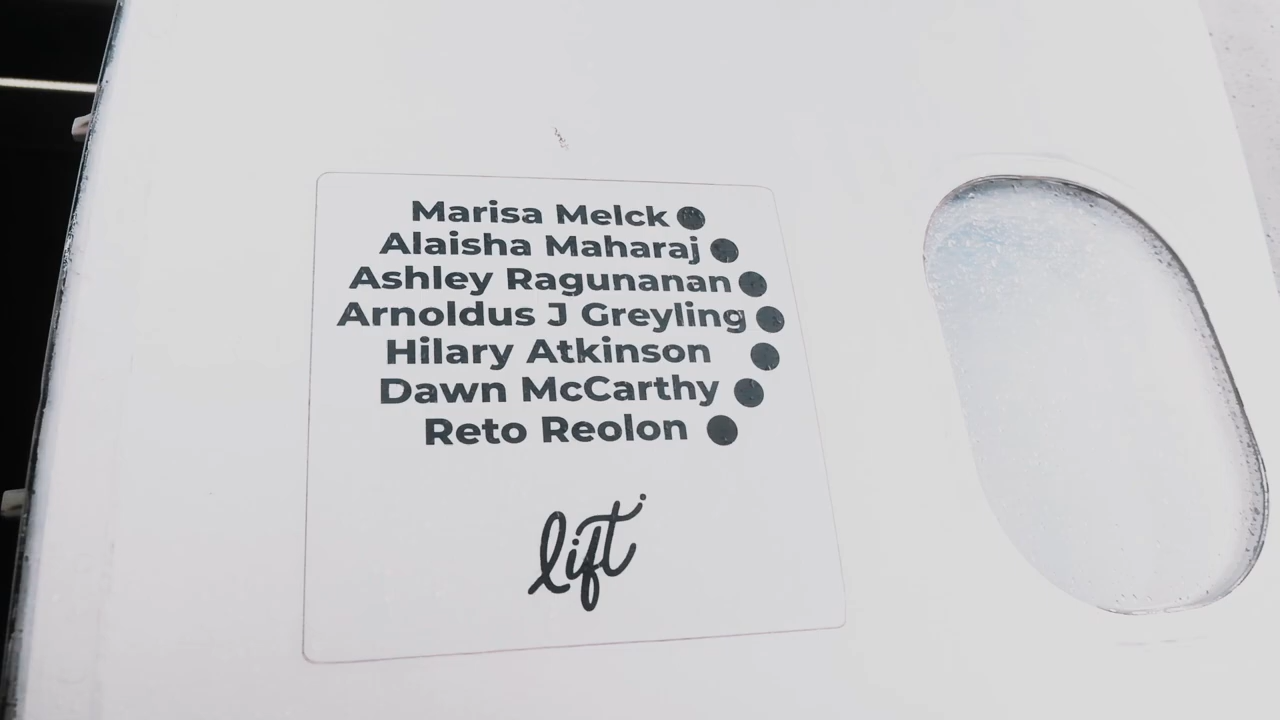 Marisa Melck
Alaisha Maharaj
Ashley Ragunanan
Arnoldus J Greyling
Hilary Atkinson
Dawn McCarthy
Reto Reolon
lift